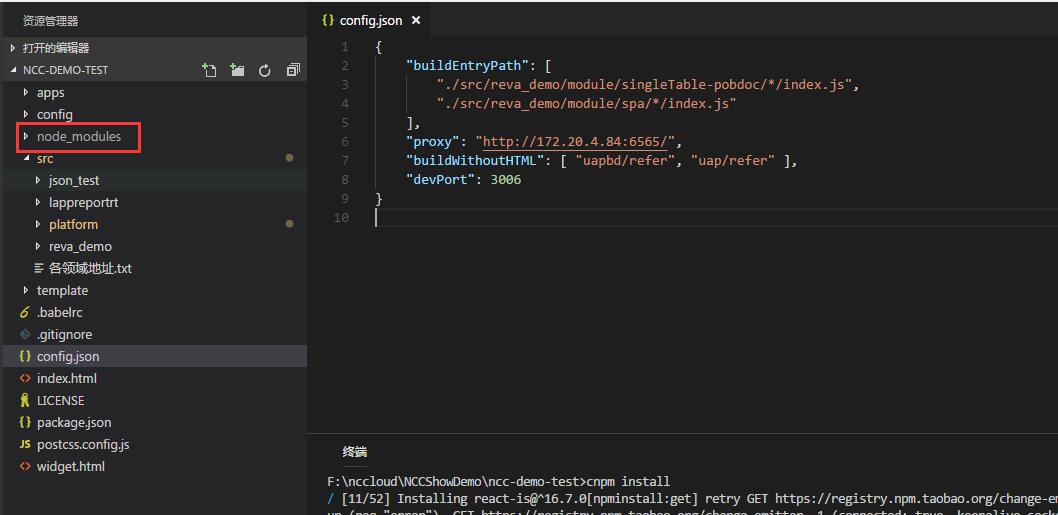 资源管理器
打开的编辑器
NCC-DEMO-TEST
apps
config
node_modules
src
json_test
lappreportrt
platform
reva_demo
各领域地址.txt
template
.babelrc
.gitignore
{} config.json
index.html
LICENSE
{} package.json
JS postcss.config.js
widget.html
{} config.json ×
1 {
2 "buildEntryPath": [
3 "./src/reva_demo/module/singleTable-pobdoc/*/index.js",
4 "./src/reva_demo/module/spa/*/index.js"
5 ],
6 "proxy": "http://172.20.4.84:6565/",
7 "buildWithoutHTML": [ "uapbd/refer", "uap/refer" ],
8 "devPort": 3006
9 }
10
终端
F:\nccloud\NCCShowDemo\ncc-demo-test>cnpm install
/ [11/52] Installing react-is@^16.7.0[npminstall:get] retry GET https://registry.npm.taobao.org/change-em